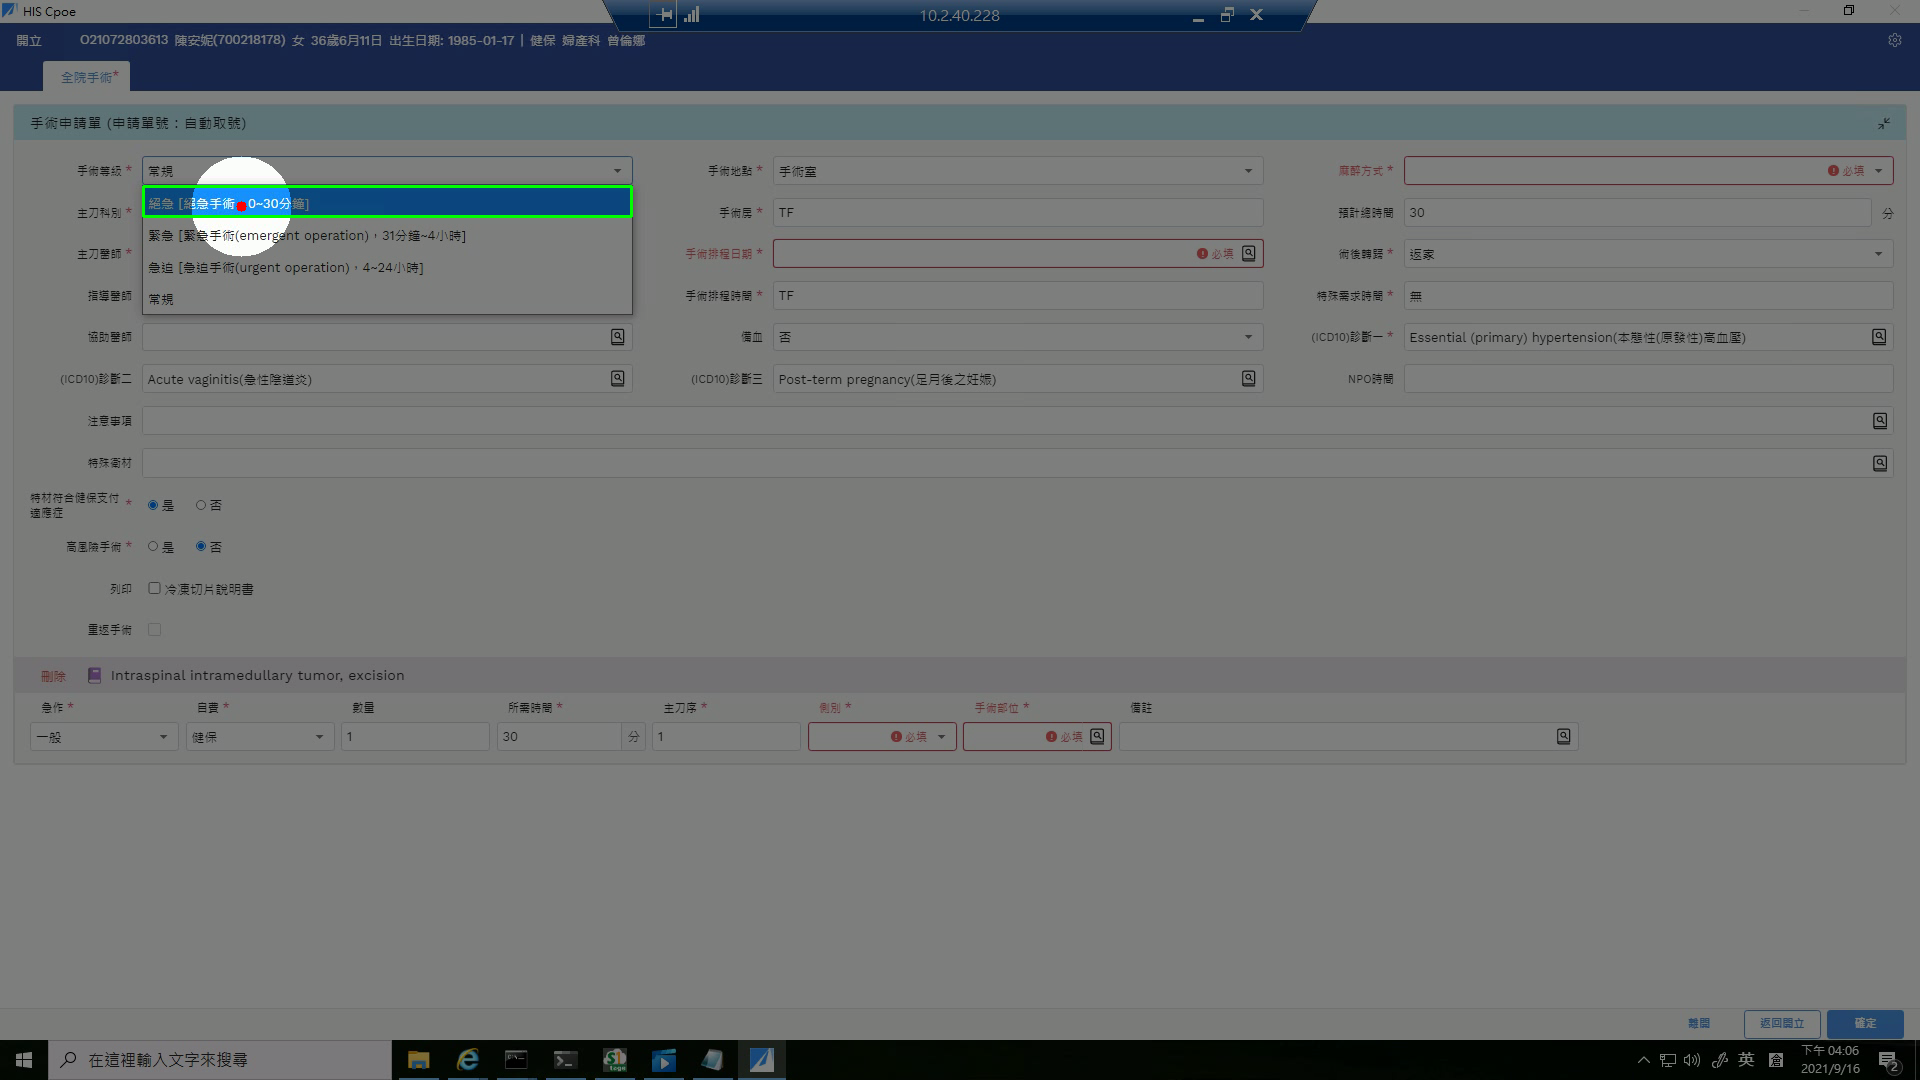 HIS Cpoe
10.2.40.228
開立 O21072803613 陳安妮(700218178) 女 36歲6月11日 出生日期: 1985-01-17 | 健保 婦產科 曾倫娜
全院手術*
手術申請單 (申請單號：自動取號)
手術等級 * 常規 手術地點 * 手術室 麻醉方式 * 必填
絕急 [絕急手術，0~30分鐘]
主刀科別 * 手術房 * TF 預計總時間 30 分
緊急 [緊急手術(emergent operation)，31分鐘~4小時]
主刀醫師 * 手術排程日期 * 必填 術後轉歸 * 返家
急迫 [急迫手術(urgent operation)，4~24小時]
指導醫師 常規 手術排程時間 * TF 特殊需求時間 * 無
協助醫師 備血 否 (ICD10)診斷一 * Essential (primary) hypertension(本態性(原發性)高血壓)
(ICD10)診斷二 Acute vaginitis(急性陰道炎) (ICD10)診斷三 Post-term pregnancy(足月後之妊娠) NPO時間
注意事項
特殊衛材
特材符合健保支付
適應症 * 是 否
高風險手術 * 是 否
列印 冷凍切片說明書
重返手術
刪除 Intraspinal intramedullary tumor, excision
急作 * 自費 * 數量 所需時間 * 主刀序 * 側別 * 手術部位 * 備註
一般 健保 1 30 分 1 必填 必填
離開 返回開立 確定
在這裡輸入文字來搜尋
英
下午 04:06
2021/9/16
2